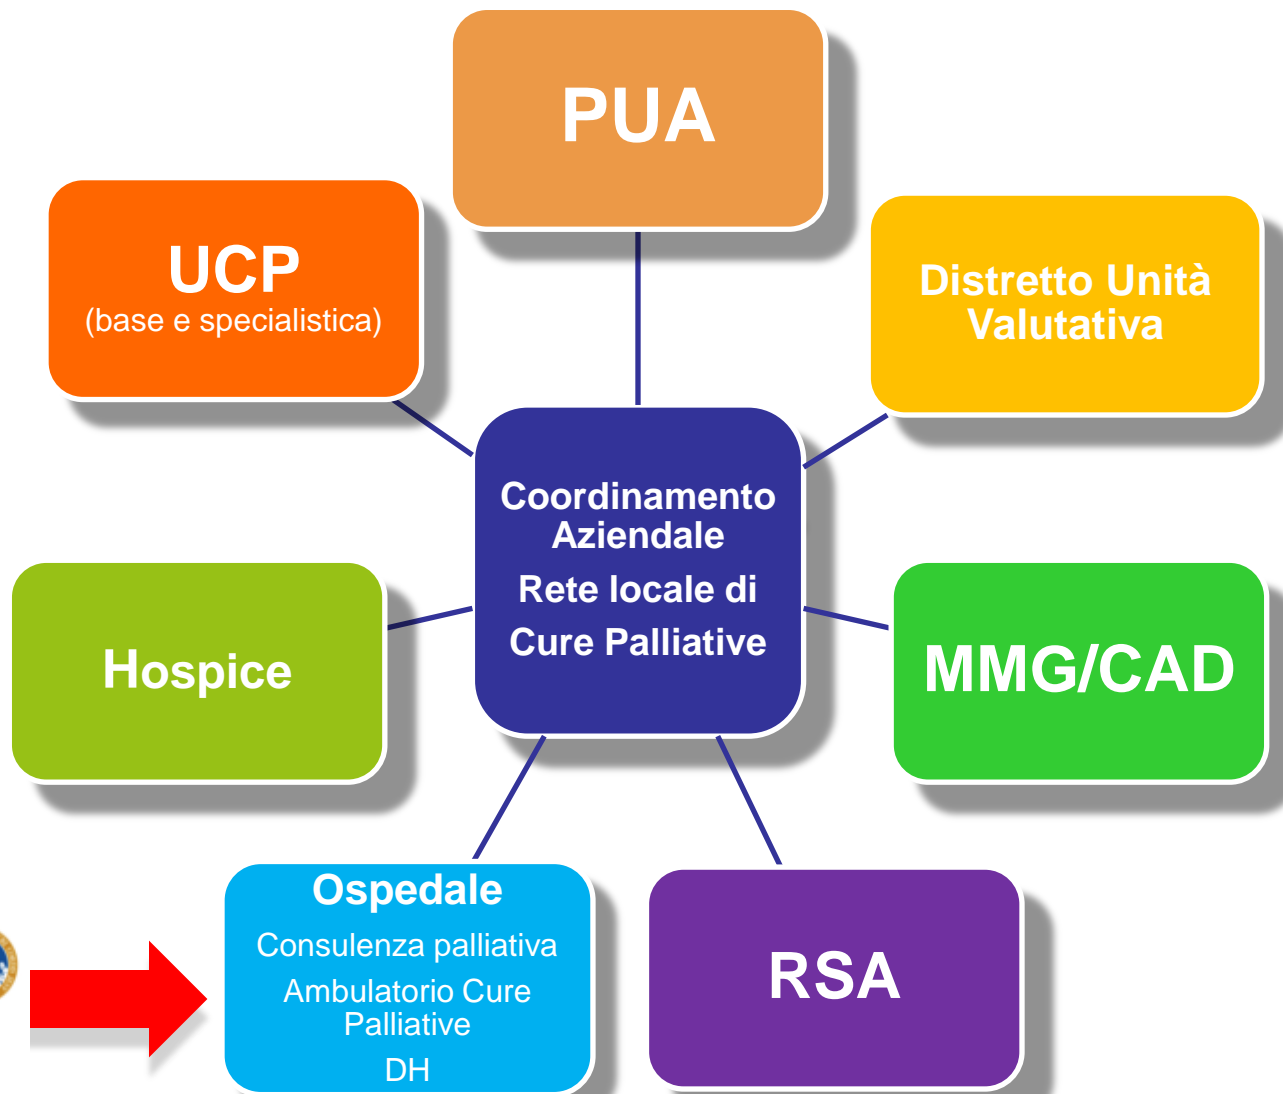 PUA
UCP
(base e specialistica)
Distretto Unità
Valutativa
Coordinamento
Aziendale
Rete locale di
Cure Palliative
Hospice
MMG/CAD
Ospedale
Consulenza palliativa
Ambulatorio Cure
Palliative
DH
RSA